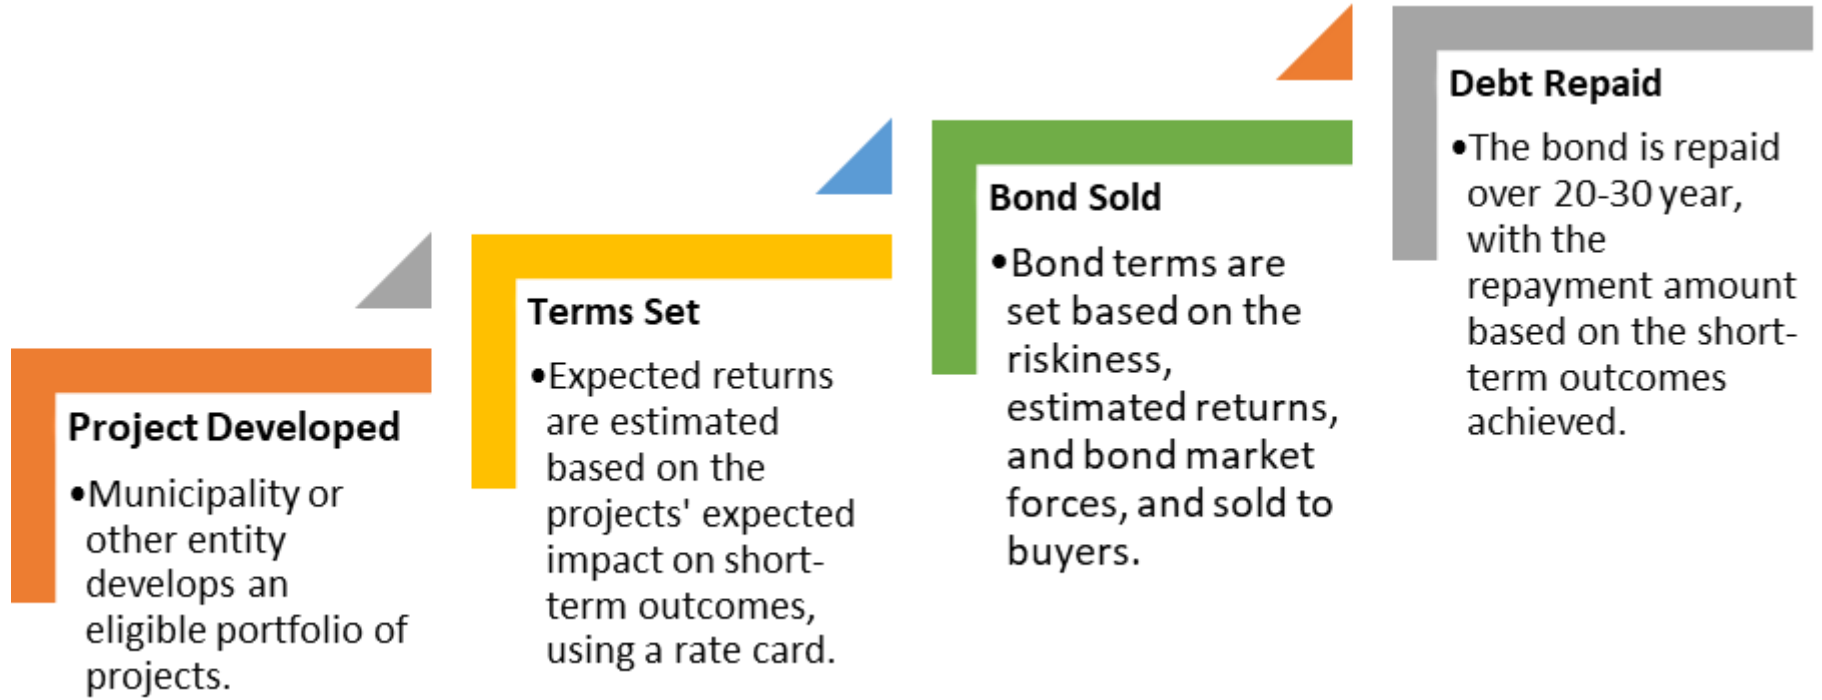 Project Developed
•Municipality or
other entity
develops an
eligible portfolio of
projects.
Terms Set
•Expected returns
are estimated
based on the
projects' expected
impact on short-
term outcomes,
using a rate card.
Bond Sold
•Bond terms are
set based on the
riskiness,
estimated returns,
and bond market
forces, and sold to
buyers.
Debt Repaid
•The bond is repaid
over 20-30 year,
with the
repayment amount
based on the short-
term outcomes
achieved.